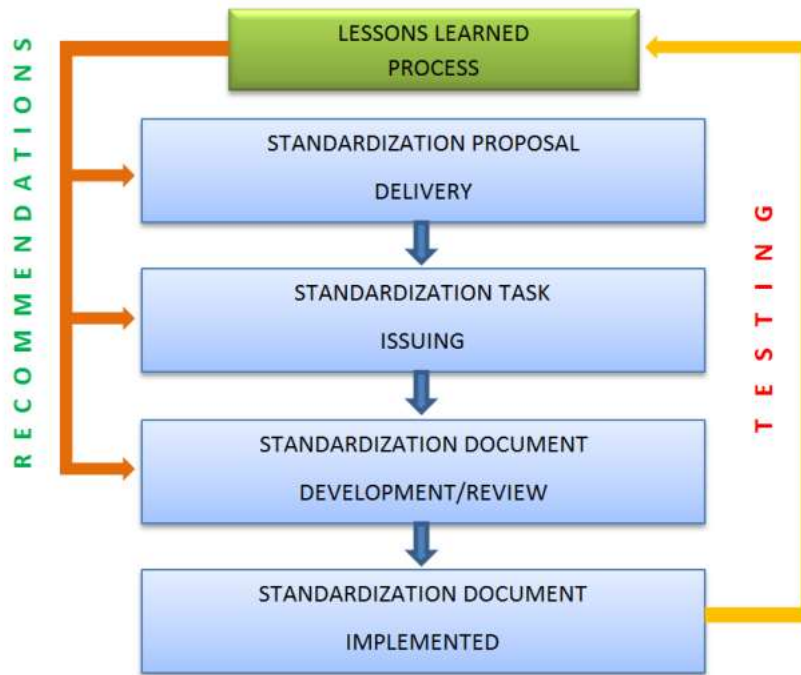 LESSONS LEARNED
PROCESS
STANDARDIZATION PROPOSAL
DELIVERY
STANDARDIZATION TASK
ISSUING
STANDARDIZATION DOCUMENT
DEVELOPMENT/REVIEW
STANDARDIZATION DOCUMENT
IMPLEMENTED
RECOMMENDATIONS
TESTING